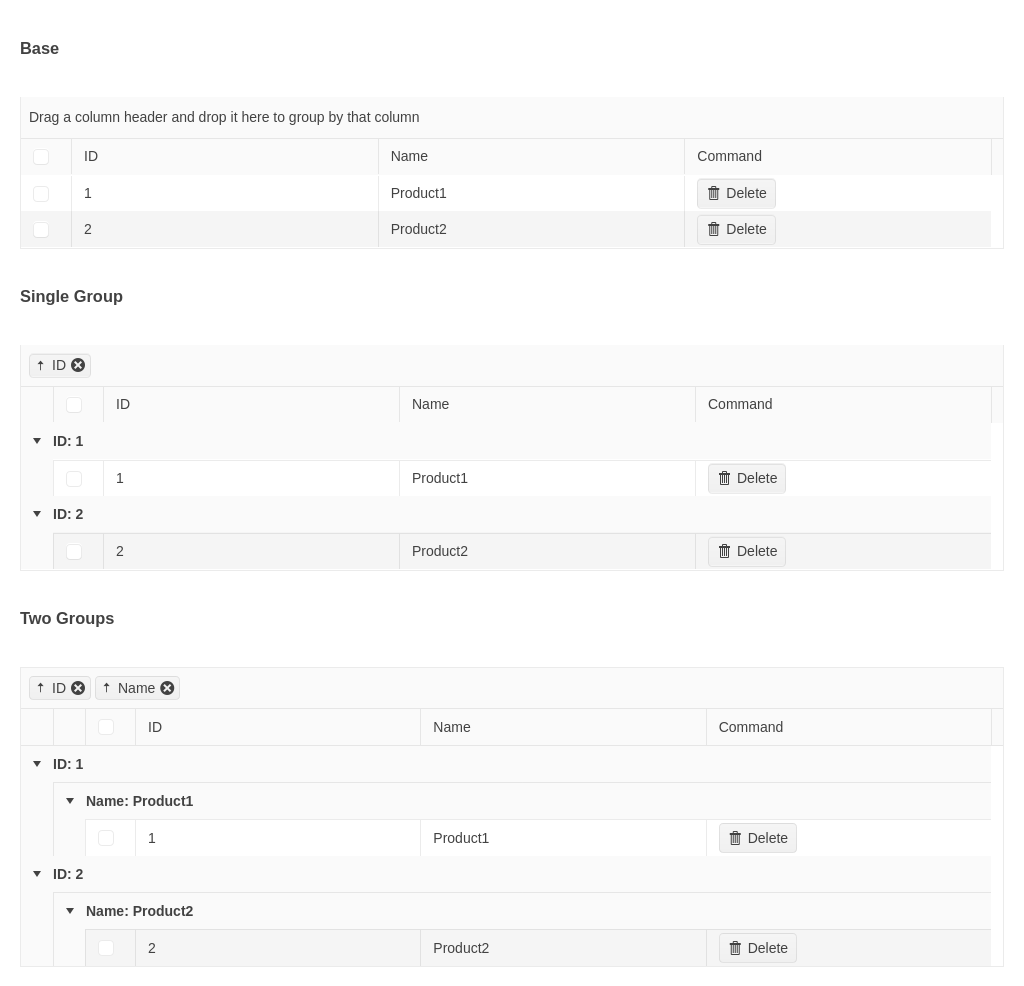 Base
Drag a column header and drop it here to group by that column
ID Name Command
1 Product1 Delete
2 Product2 Delete
Single Group
ID
ID Name Command
ID: 1
1 Product1 Delete
ID: 2
2 Product2 Delete
Two Groups
ID Name
ID Name Command
ID: 1
Name: Product1
1 Product1 Delete
ID: 2
Name: Product2
2 Product2 Delete